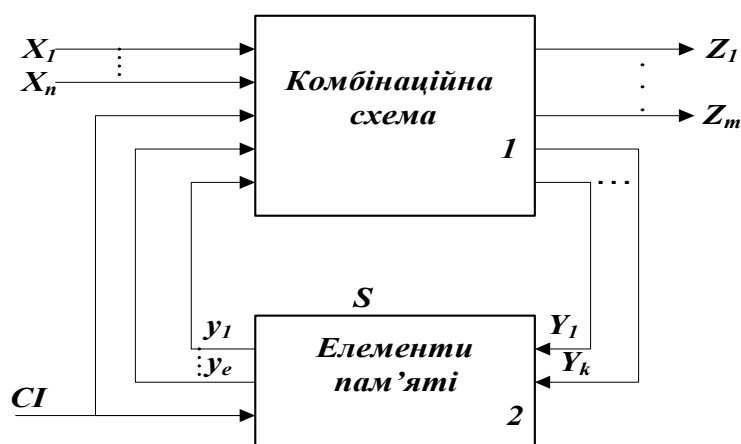 X1
Xn
Комбінаційна
схема
1
Z1
Zm
S
y1
ye
Елементи
пам’яті
2
Y1
Yk
CI